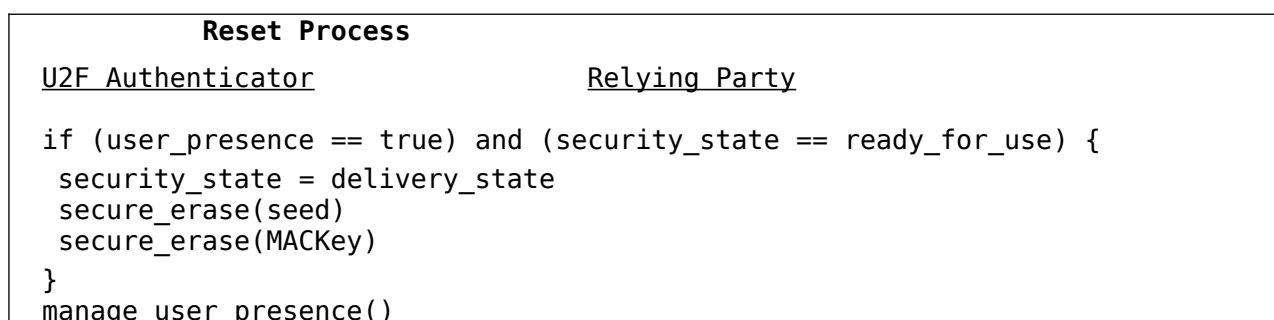 Reset Process
U2F Authenticator Relying Party
if (user_presence == true) and (security_state == ready_for_use) {
security_state = delivery_state
secure_erase(seed)
secure_erase(MACKey)
}
manage_user_presence()